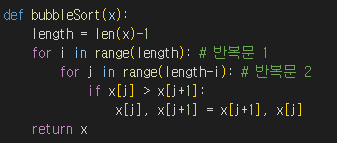 def bubbleSort(x):
    length = len(x)-1
    for i in range(length): # 반복문 1
        for j in range(length-i): # 반복문 2
            if x[j] > x[j+1]:
                x[j], x[j+1] = x[j+1], x[j]
    return x